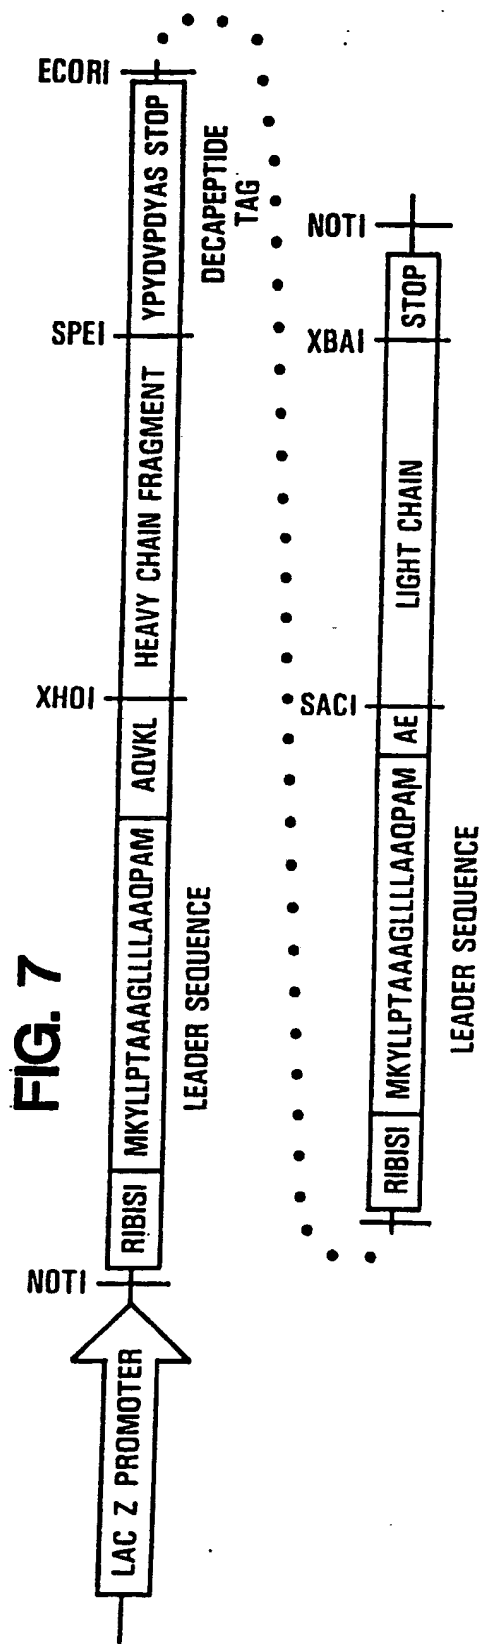 FIG. 7
LAC Z PROMOTER
NOTI
RIBISI
MKYLLPTAAAGLLLLAAQPAM
LEADER SEQUENCE
AQVKL
XHOI
HEAVY CHAIN FRAGMENT
SPEI
YPYDVPDYAS STOP
DECAPEPTIDE
TAG
ECORI
RIBISI
MKYLLPTAAAGLLLLAAQPAM
LEADER SEQUENCE
AE
SACI
LIGHT CHAIN
XBAI
STOP
NOTI